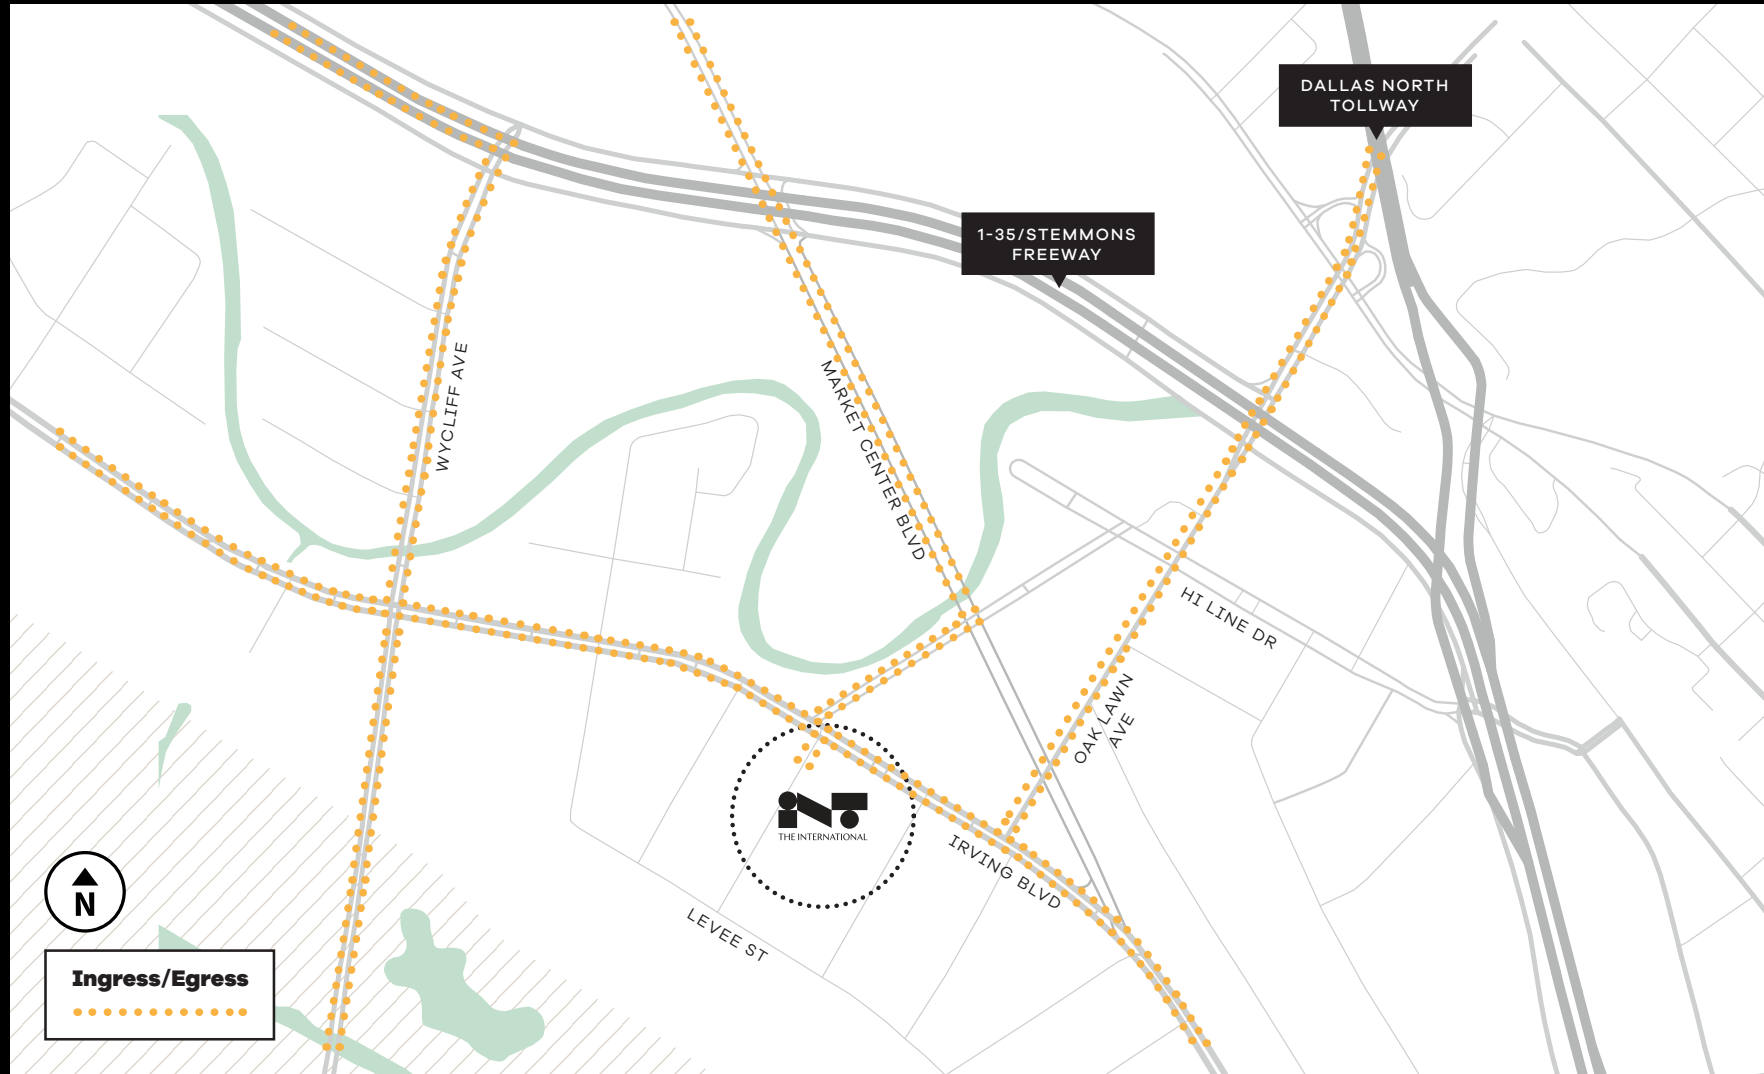 DALLAS NORTH
TOLLWAY
1-35/STEMMONS
FREEWAY
WYCLIFF AVE
MARKET CENTER BLVD
HI LINE DR
OAK LAWN
AVE
THE INTERNATIONAL
IRVING BLVD
LEVEE ST
N
Ingress/Egress